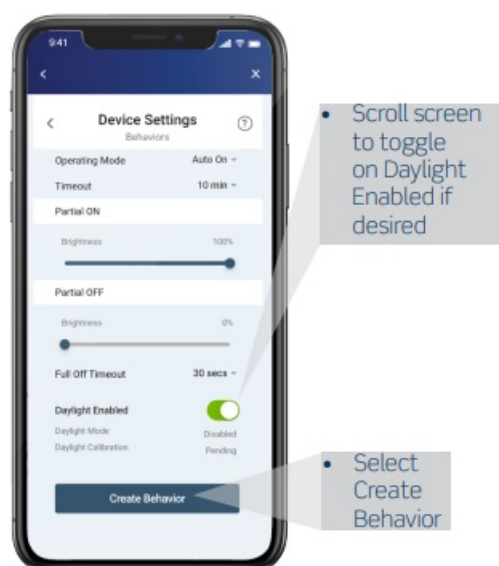 9:41
Device Settings
Behaviors
Operating Mode Auto On
Timeout 10 min
Partial ON
Brightness 100%
Partial OFF
Brightness 0%
Full Off Timeout 30 secs
Daylight Enabled
Daylight Mode Disabled
Daylight Calibration Pending
Create Behavior
• Scroll screen
to toggle
on Daylight
Enabled if
desired
• Select
Create
Behavior